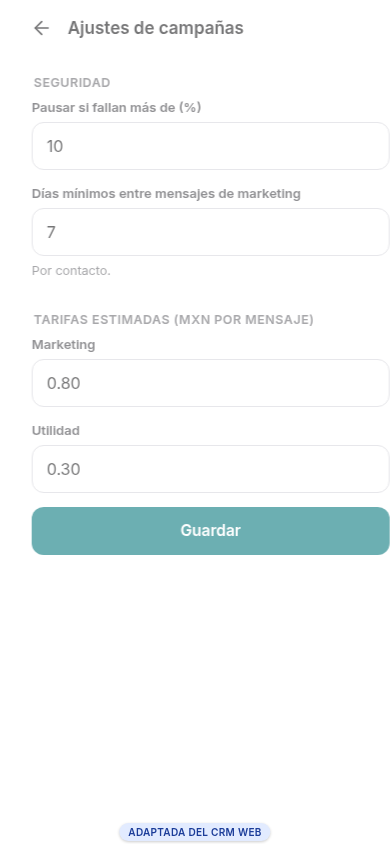 Ajustes de campañas
SEGURIDAD
Pausar si fallan más de (%)
10
Días mínimos entre mensajes de marketing
7
Por contacto.
TARIFAS ESTIMADAS (MXN POR MENSAJE)
Marketing
0.80
Utilidad
0.30
Guardar
ADAPTADA DEL CRM WEB